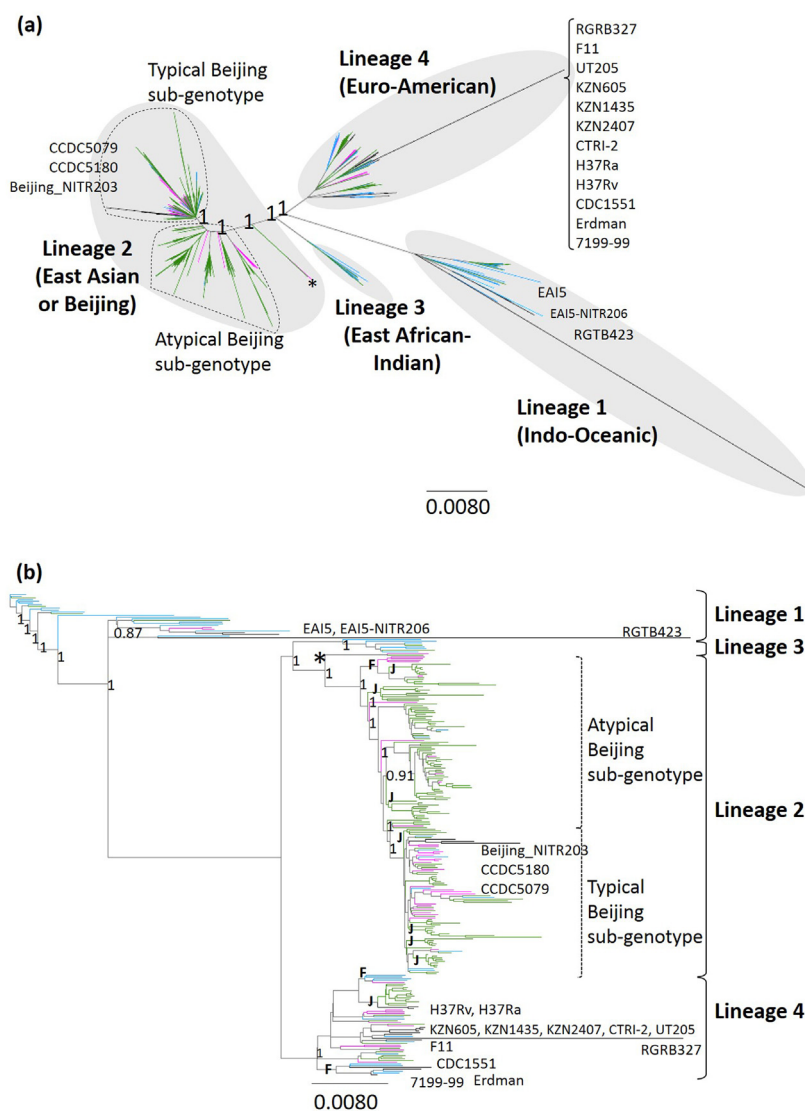 (a)
Typical Beijing
sub-genotype
CCDC5079
CCDC5180
Beijing_NITR203
Lineage 2
(East Asian
or Beijing)
Atypical Beijing
sub-genotype
1
1
1
1
1
*
Lineage 4
(Euro-American)
RGRB327
F11
UT205
KZN605
KZN1435
KZN2407
CTRI-2
H37Ra
H37Rv
CDC1551
Erdman
7199-99
Lineage 3
(East African-
Indian)
EAI5
EAI5-NITR206
RGTB423
Lineage 1
(Indo-Oceanic)
0.0080
(b)
1
1
1
1
1
1
0.87
EAI5, EAI5-NITR206
RGTB423
Lineage 1
1
1
Lineage 3
*
1
F
J
1
J
1
1
1
0.91
J
Atypical
Beijing
sub-genotype
Lineage 2
1
J
1
Beijing_NITR203
CCDC5180
CCDC5079
Typical
Beijing
sub-genotype
J
J
J
F
J
H37Rv, H37Ra
Lineage 4
KZN605, KZN1435, KZN2407, CTRI-2, UT205
RGRB327
F11
1
CDC1551
F
7199-99 Erdman
0.0080